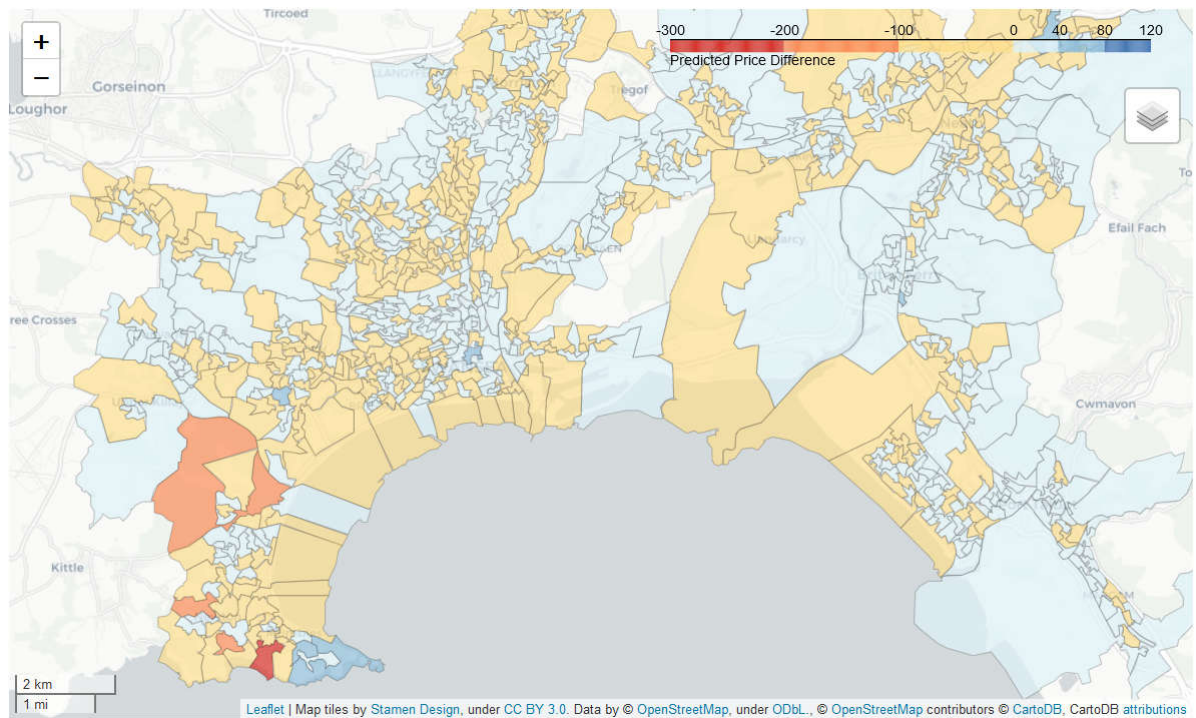 Tircoed
+
−
-300 -200 -100 0 40 80 120
Predicted Price Difference
Gorseinon
Loughor
Efail Fach
ree Crosses
Cwmavon
Kittle
2 km
1 mi
Leaflet | Map tiles by Stamen Design, under CC BY 3.0. Data by © OpenStreetMap, under ODbL., © OpenStreetMap contributors © CartoDB, CartoDB attributions